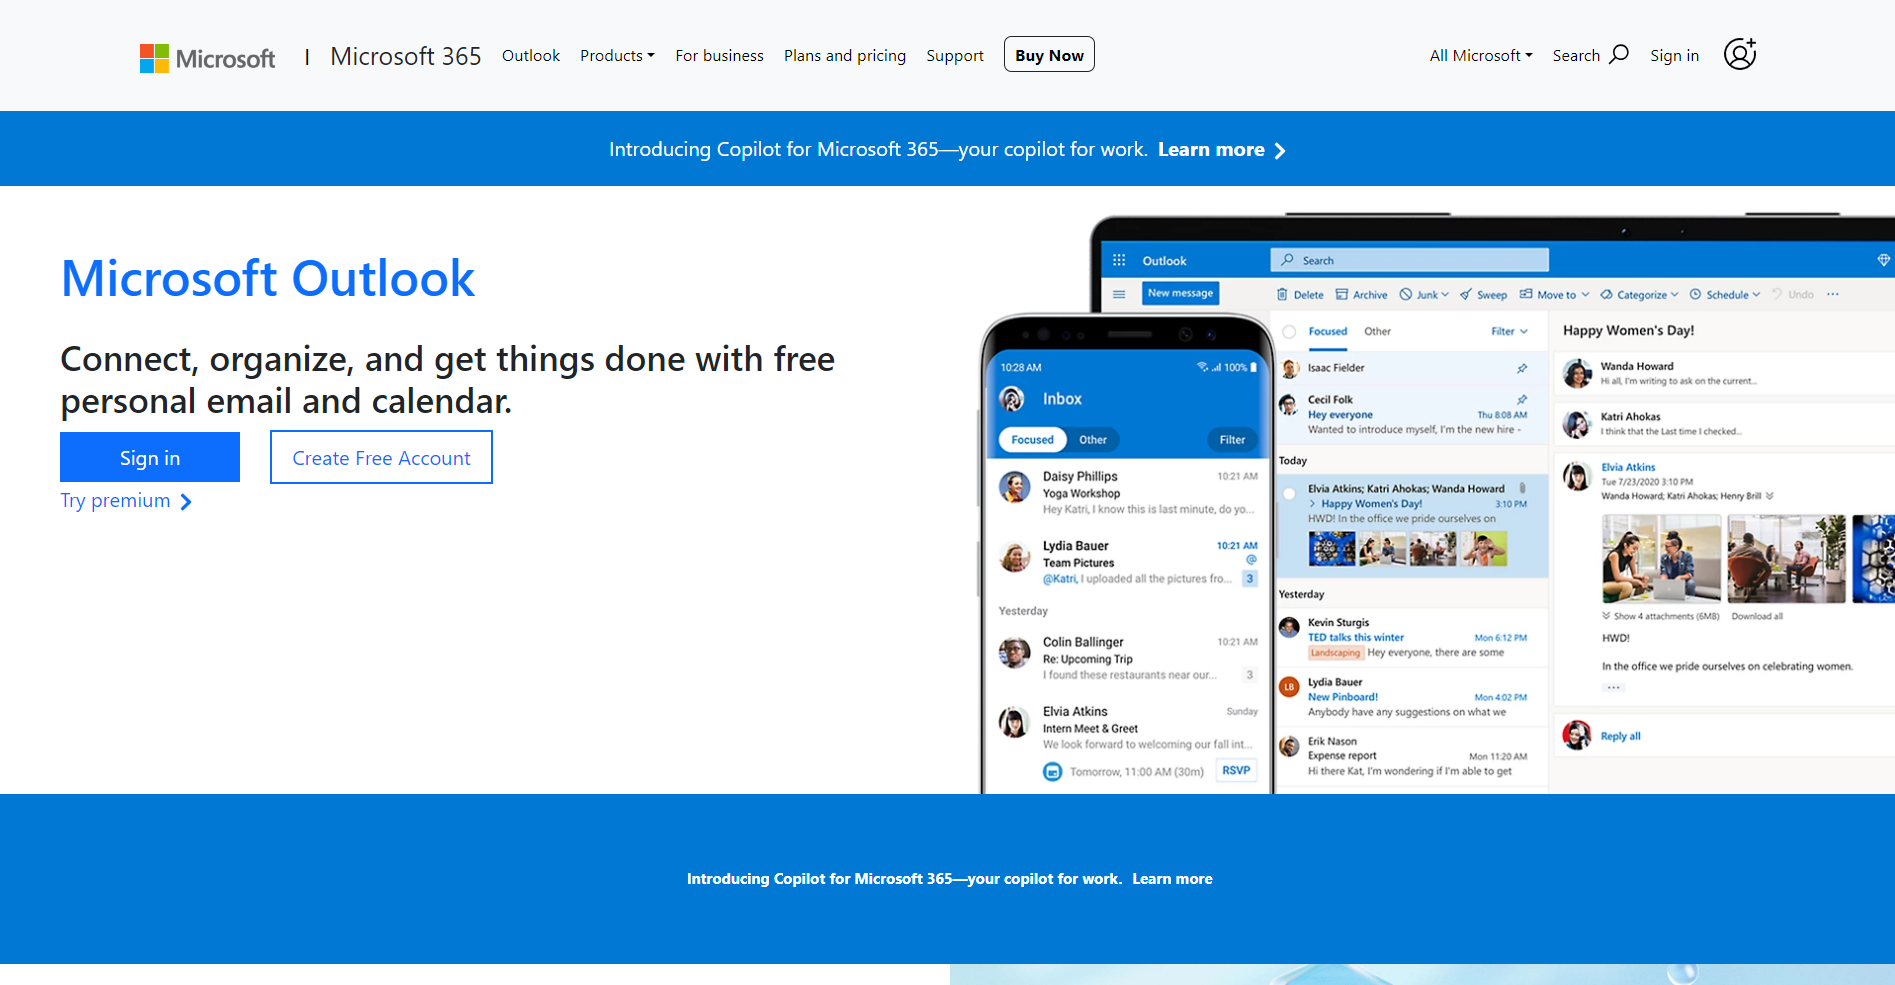 Microsoft | Microsoft 365 Outlook Products For business Plans and pricing Support Buy Now All Microsoft Search Sign in
Introducing Copilot for Microsoft 365—your copilot for work. Learn more
Microsoft Outlook
Connect, organize, and get things done with free
personal email and calendar.
Sign in Create Free Account
Try premium
10:28 AM 100%
Inbox
Focused Other Filter
Daisy Phillips 10:21 AM
Yoga Workshop
Hey Katri, I know this is last minute, do yo...
Lydia Bauer 10:21 AM
Team Pictures @
@Katri, I uploaded all the pictures fro... 3
Yesterday
Colin Ballinger 10:21 AM
Re: Upcoming Trip
I found these restaurants near our... 3
Elvia Atkins Sunday
Intern Meet & Greet
We look forward to welcoming our fall int...
Tomorrow, 11:00 AM (30m) RSVP
Outlook Search
New message Delete Archive Junk Sweep Move to Categorize Schedule Undo ...
Focused Other Filter
Isaac Fielder
Cecil Folk
Hey everyone Thu 8:08 AM
Wanted to introduce myself, I'm the new hire -
Today
Elvia Atkins; Katri Ahokas; Wanda Howard
> Happy Women's Day! 3:10 PM
HWD! In the office we pride ourselves on
Yesterday
Kevin Sturgis
TED talks this winter Mon 6:12 PM
Landscaping Hey everyone, there are some
LB Lydia Bauer
New Pinboard! Mon 4:02 PM
Anybody have any suggestions on what we
Erik Nason
Expense report Mon 11:20 AM
Hi there Kat, I'm wondering if I'm able to get
Happy Women's Day!
Wanda Howard
Hi all, I'm writing to ask on the current...
Katri Ahokas
I think that the Last time I checked...
Elvia Atkins
Tue 7/23/2020 3:10 PM
Wanda Howard; Katri Ahokas; Henry Brill
Show 4 attachments (6MB) Download all
HWD!
In the office we pride ourselves on celebrating women.
...
Reply all
Introducing Copilot for Microsoft 365—your copilot for work. Learn more